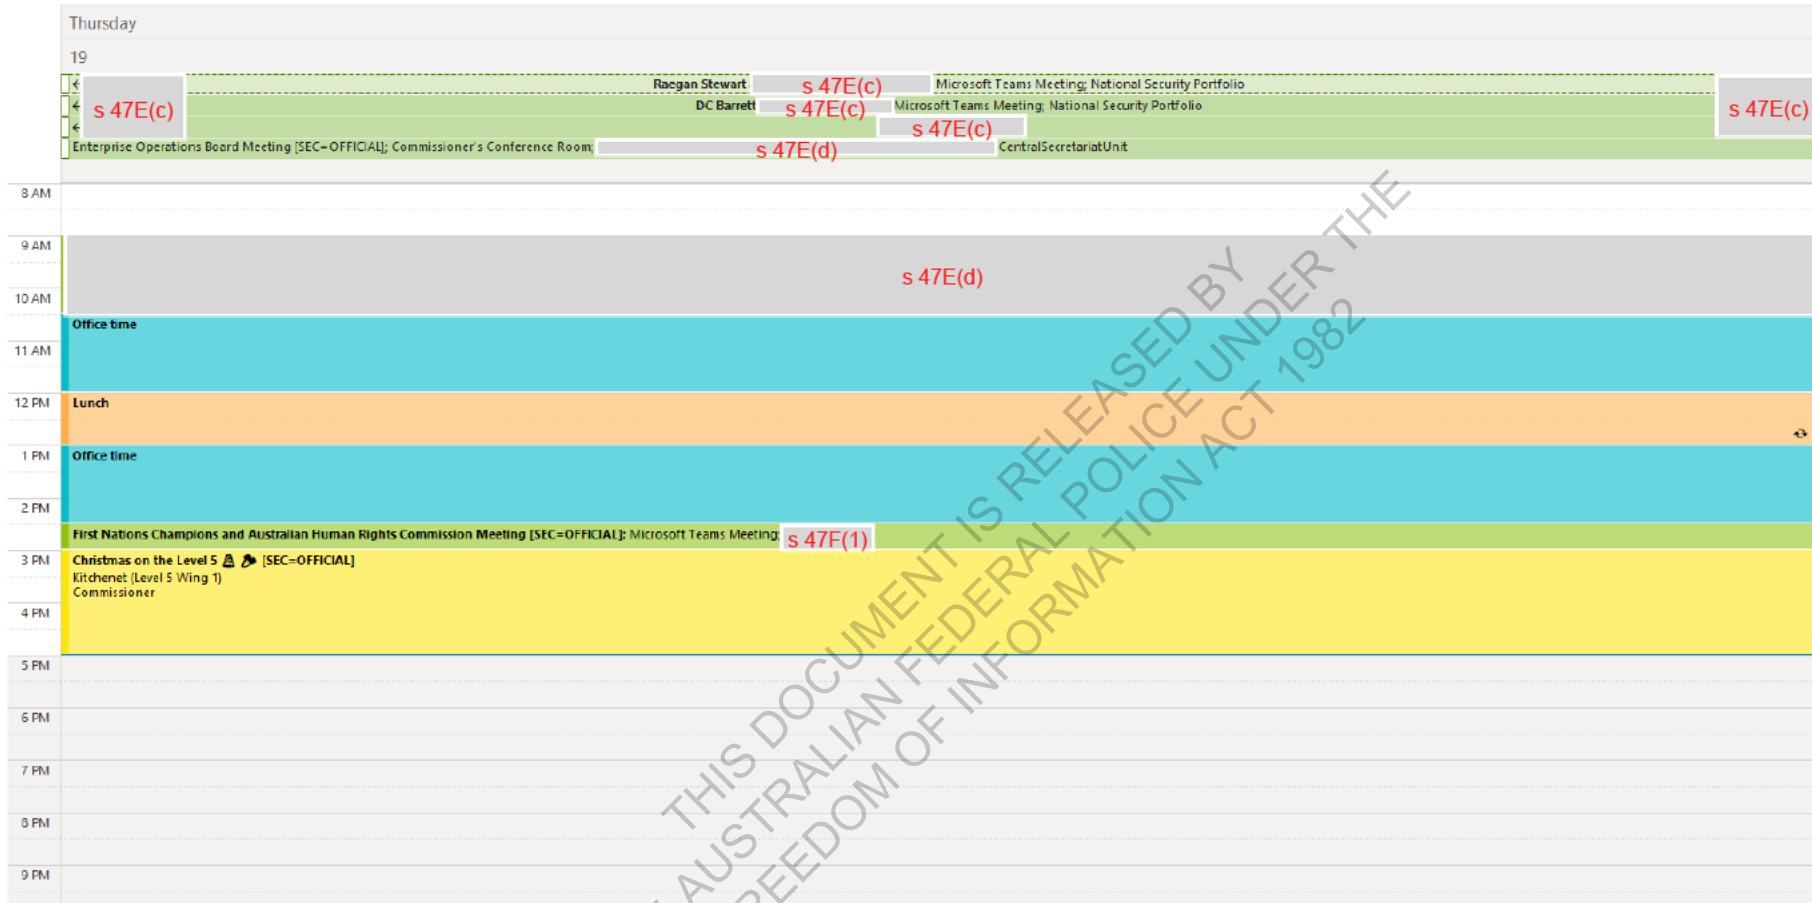 Thursday
19
Raegan Stewart s 47E(c) Microsoft Teams Meeting; National Security Portfolio
s 47E(c) DC Barrett s 47E(c) Microsoft Teams Meeting; National Security Portfolio s 47E(c)
s 47E(c)
Enterprise Operations Board Meeting [SEC=OFFICIAL]; Commissioner's Conference Room; s 47E(d) CentralSecretariatUnit
8 AM
9 AM
s 47E(d)
10 AM
Office time
11 AM
12 PM Lunch
1 PM Office time
2 PM
First Nations Champions and Australian Human Rights Commission Meeting [SEC=OFFICIAL]; Microsoft Teams Meeting; s 47F(1)
3 PM Christmas on the Level 5 [SEC=OFFICIAL]
Kitchenet (Level 5 Wing 1)
Commissioner
4 PM
5 PM
6 PM
7 PM
8 PM
9 PM
THIS DOCUMENT IS RELEASED BY THE
AUSTRALIAN FEDERAL POLICE UNDER THE
FREEDOM OF INFORMATION ACT 1982